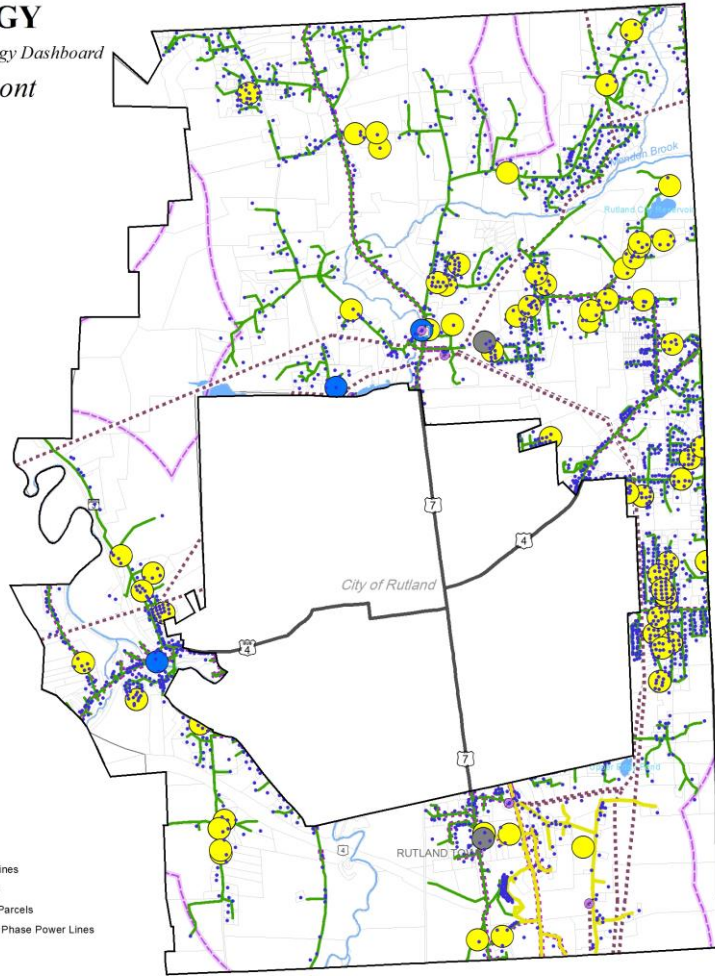 GY
gy Dashboard
ont
Brook
Rutland City Reservoir
7
4
City of Rutland
4
7
4
RUTLAND TO
ines
Parcels
Phase Power Lines